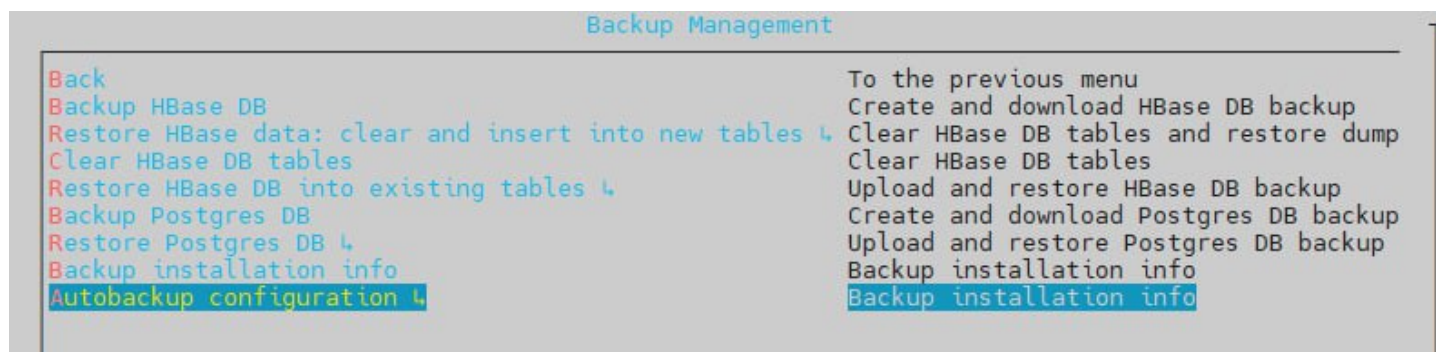 Backup Management
Back To the previous menu
Backup HBase DB Create and download HBase DB backup
Restore HBase data: clear and insert into new tables ↳ Clear HBase DB tables and restore dump
Clear HBase DB tables Clear HBase DB tables
Restore HBase DB into existing tables ↳ Upload and restore HBase DB backup
Backup Postgres DB Create and download Postgres DB backup
Restore Postgres DB ↳ Upload and restore Postgres DB backup
Backup installation info Backup installation info
Autobackup configuration ↳ Backup installation info